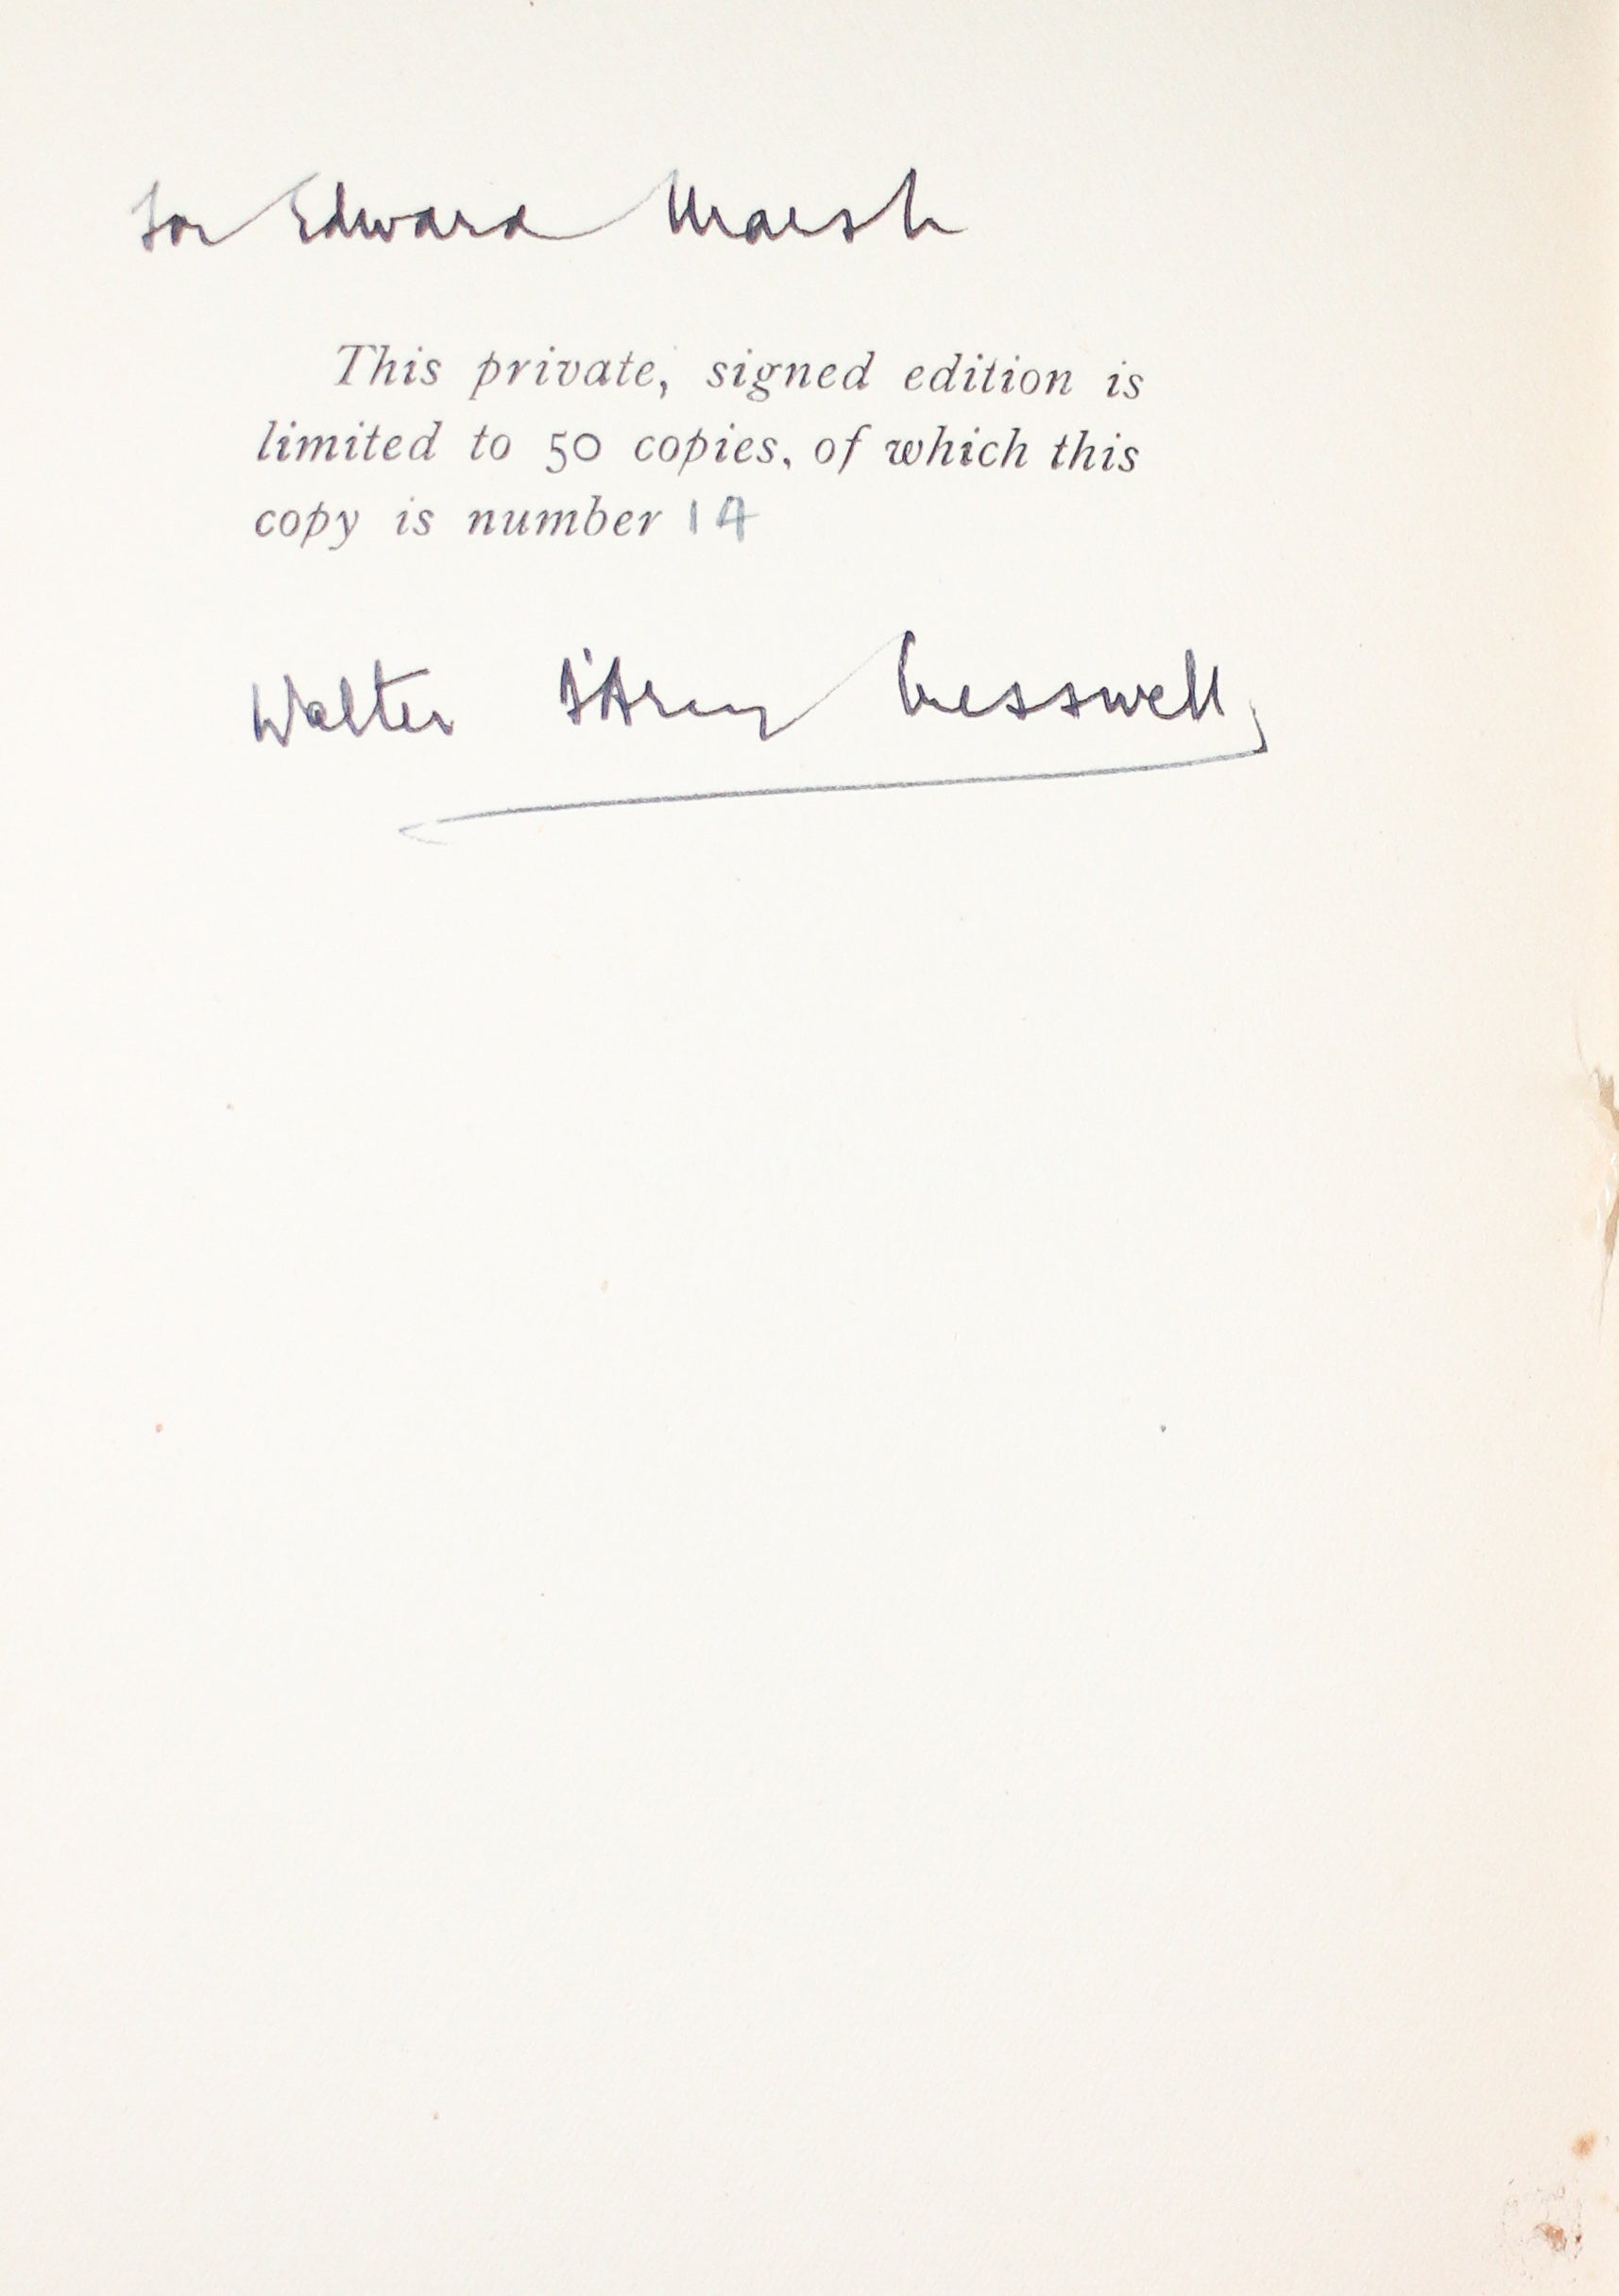 for Edward Marsh
This private, signed edition is
limited to 50 copies, of which this
copy is number 14
Walter D'Arcy Cresswell